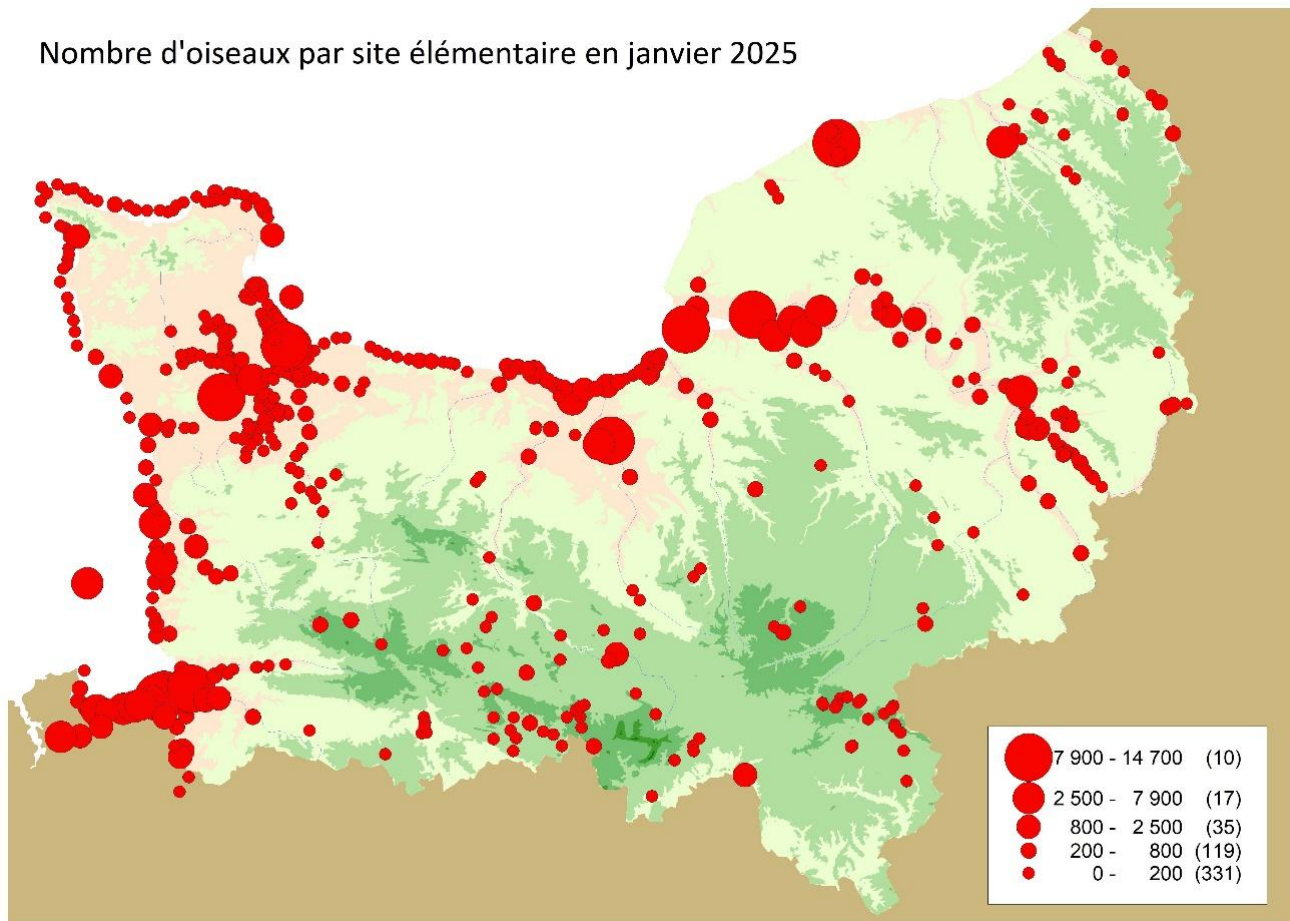 Nombre d'oiseaux par site élémentaire en janvier 2025
7 900 - 14 700 (10)
2 500 - 7 900 (17)
800 - 2 500 (35)
200 - 800 (119)
0 - 200 (331)